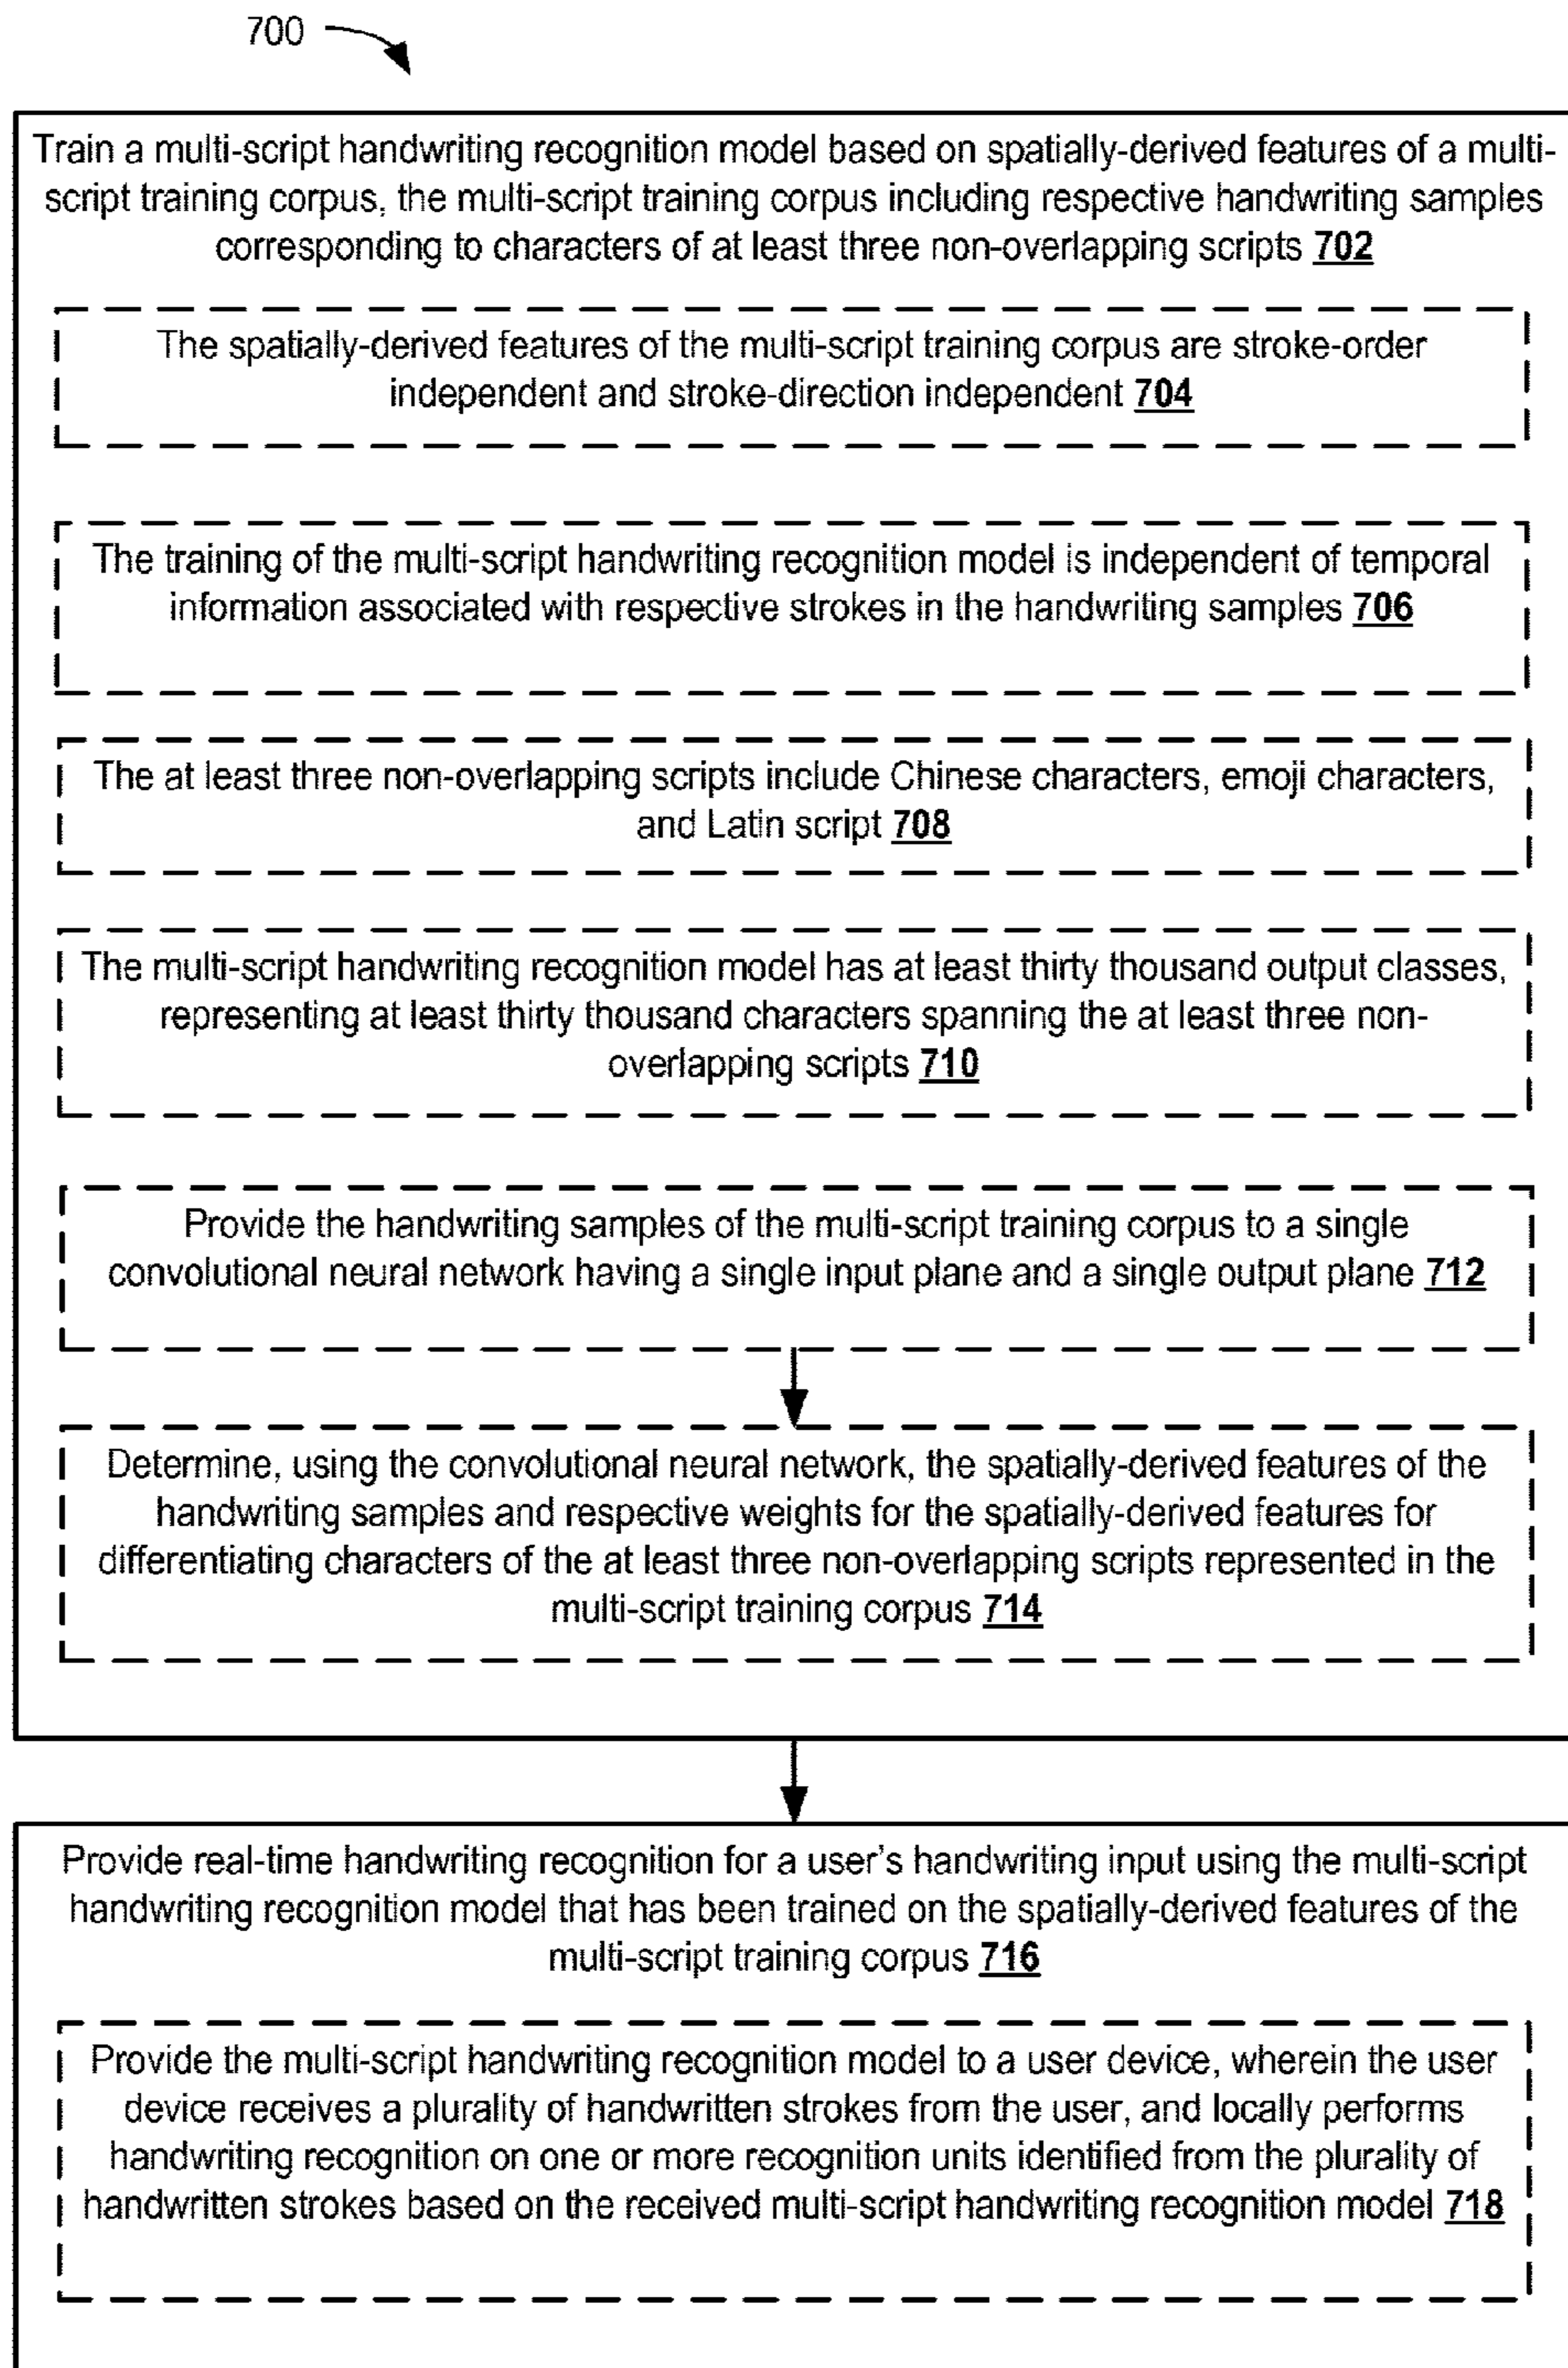 700
Train a multi-script handwriting recognition model based on spatially-derived features of a multi-
script training corpus, the multi-script training corpus including respective handwriting samples
corresponding to characters of at least three non-overlapping scripts 702
The spatially-derived features of the multi-script training corpus are stroke-order
independent and stroke-direction independent 704
The training of the multi-script handwriting recognition model is independent of temporal
information associated with respective strokes in the handwriting samples 706
The at least three non-overlapping scripts include Chinese characters, emoji characters,
and Latin script 708
The multi-script handwriting recognition model has at least thirty thousand output classes,
representing at least thirty thousand characters spanning the at least three non-
overlapping scripts 710
Provide the handwriting samples of the multi-script training corpus to a single
convolutional neural network having a single input plane and a single output plane 712
Determine, using the convolutional neural network, the spatially-derived features of the
handwriting samples and respective weights for the spatially-derived features for
differentiating characters of the at least three non-overlapping scripts represented in the
multi-script training corpus 714
Provide real-time handwriting recognition for a user's handwriting input using the multi-script
handwriting recognition model that has been trained on the spatially-derived features of the
multi-script training corpus 716
Provide the multi-script handwriting recognition model to a user device, wherein the user
device receives a plurality of handwritten strokes from the user, and locally performs
handwriting recognition on one or more recognition units identified from the plurality of
handwritten strokes based on the received multi-script handwriting recognition model 718